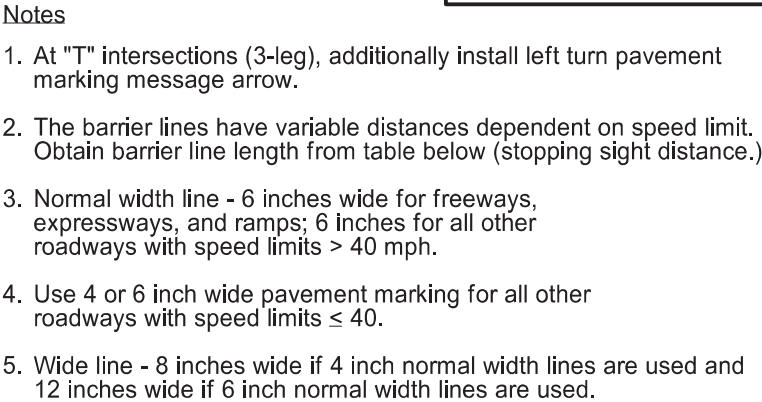 Notes
1. At "T" intersections (3-leg), additionally install left turn pavement
marking message arrow.
2. The barrier lines have variable distances dependent on speed limit.
Obtain barrier line length from table below (stopping sight distance.)
3. Normal width line - 6 inches wide for freeways,
expressways, and ramps; 6 inches for all other
roadways with speed limits > 40 mph.
4. Use 4 or 6 inch wide pavement marking for all other
roadways with speed limits ≤ 40.
5. Wide line - 8 inches wide if 4 inch normal width lines are used and
12 inches wide if 6 inch normal width lines are used.